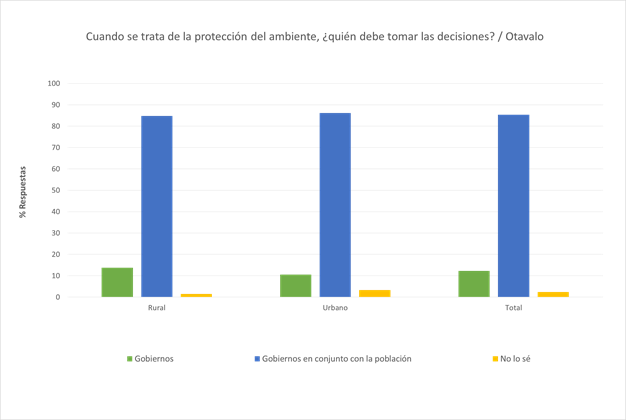 Cuando se trata de la protección del ambiente, ¿quién debe tomar las decisiones? / Otavalo
100
90
80
70
60
50
40
30
20
10
0
% Respuestas
Rural Urbano Total
Gobiernos Gobiernos en conjunto con la población No lo sé